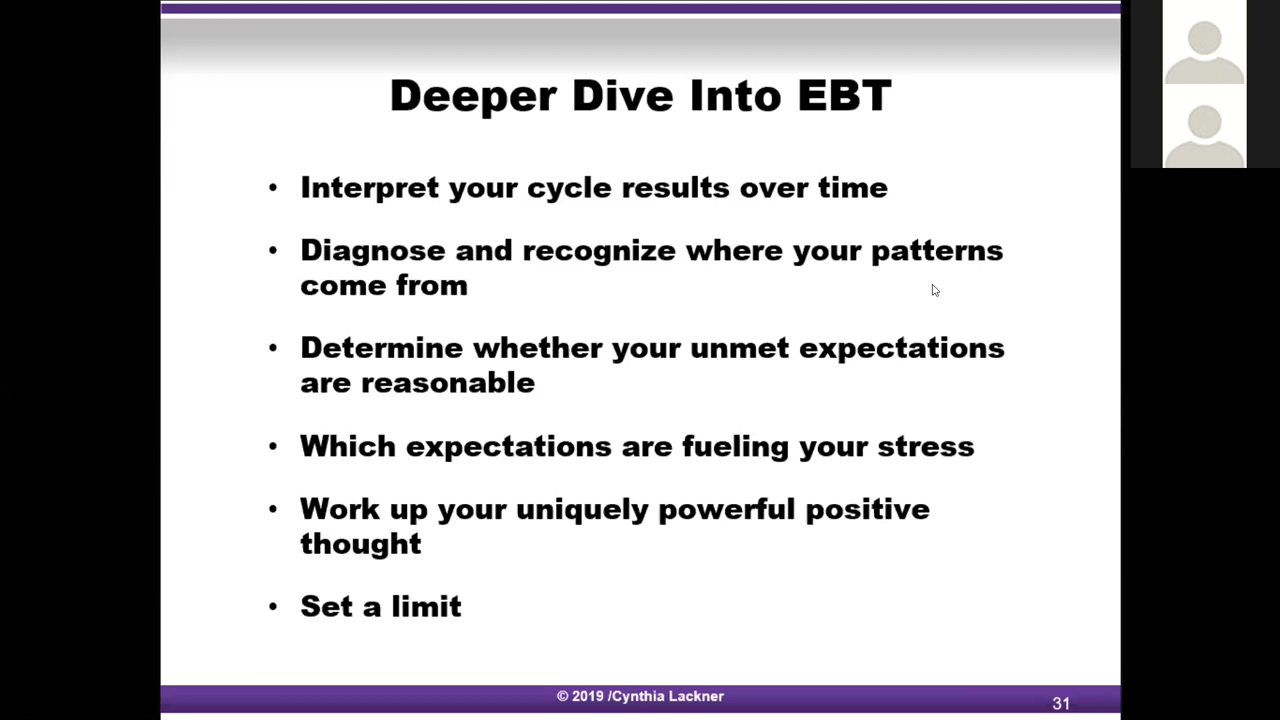 Deeper Dive Into EBT
• Interpret your cycle results over time
• Diagnose and recognize where your patterns
come from
• Determine whether your unmet expectations
are reasonable
• Which expectations are fueling your stress
• Work up your uniquely powerful positive
thought
• Set a limit
© 2019 /Cynthia Lackner
31